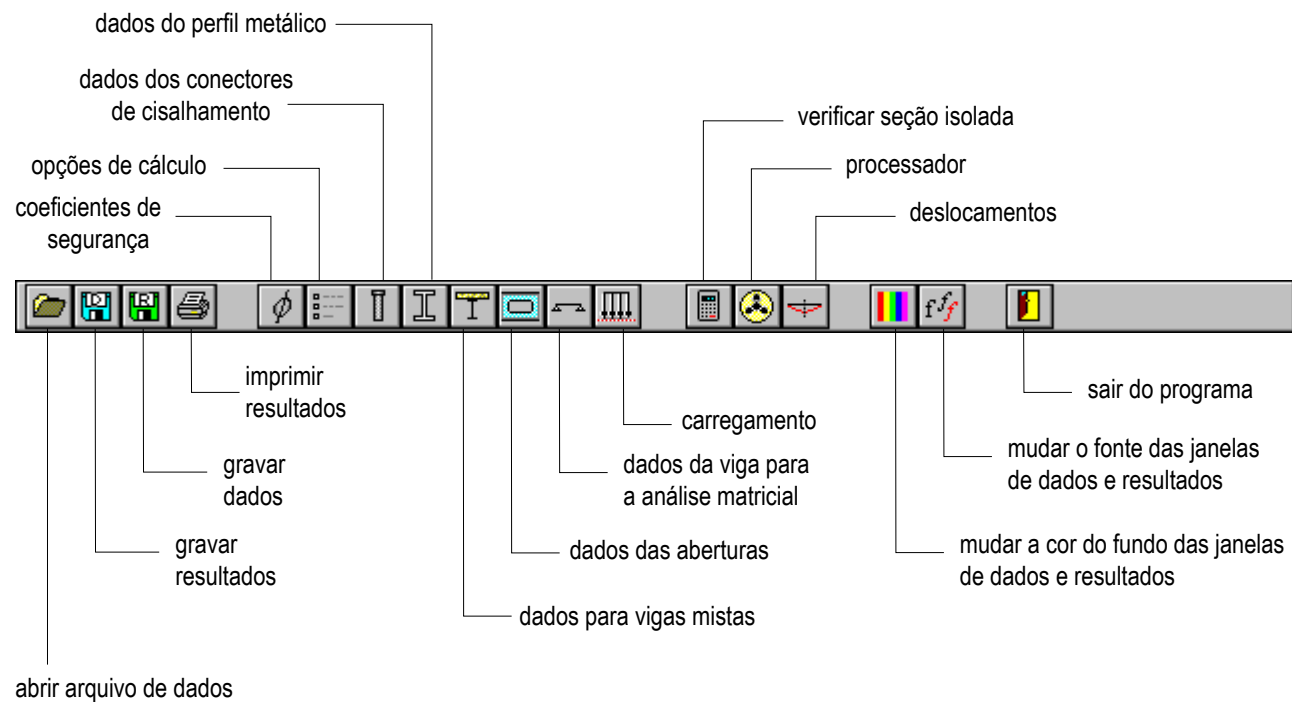 dados do perfil metálico
dados dos conectores
de cisalhamento
opções de cálculo
coeficientes de
segurança
verificar seção isolada
processador
deslocamentos
D
R
ϕ
f f f
imprimir
resultados
gravar
dados
gravar
resultados
abrir arquivo de dados
carregamento
dados da viga para
a análise matricial
dados das aberturas
dados para vigas mistas
sair do programa
mudar o fonte das janelas
de dados e resultados
mudar a cor do fundo das janelas
de dados e resultados